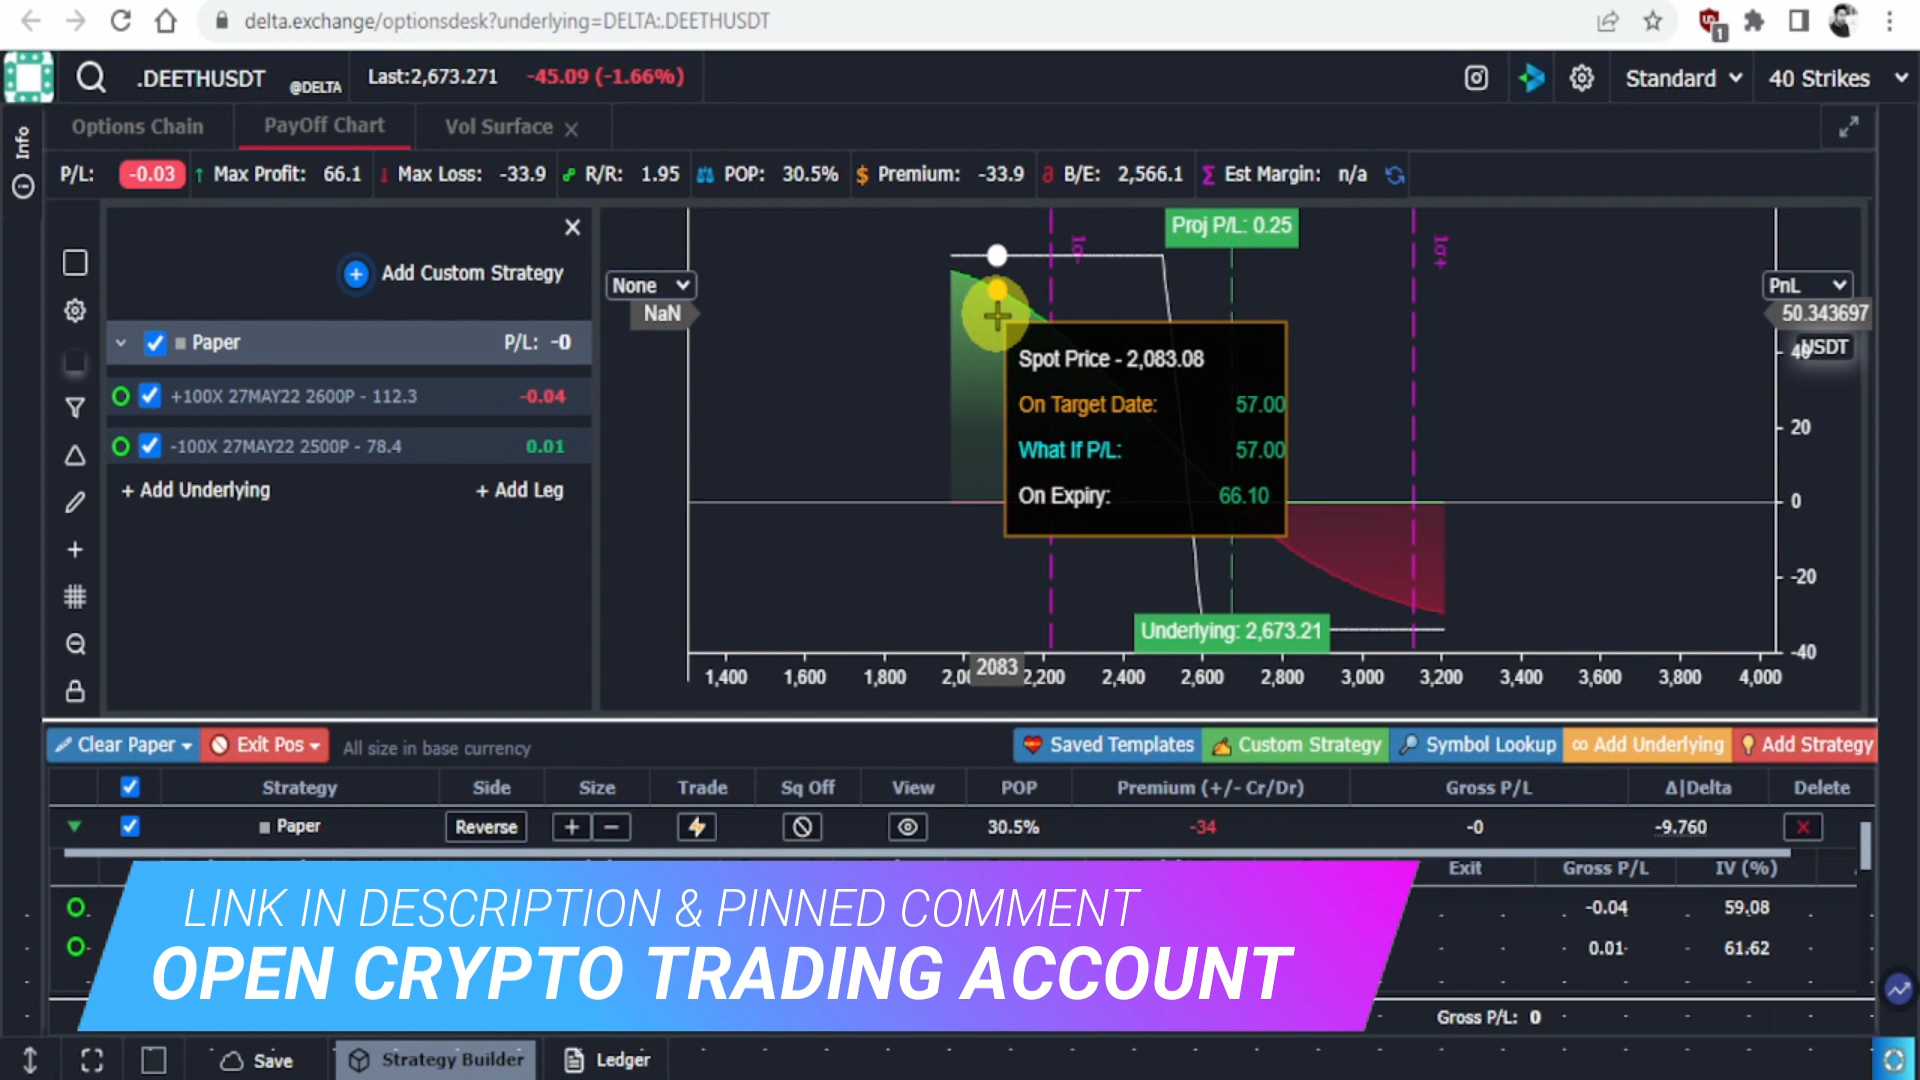 delta.exchange/optionsdesk?underlying=DELTA:.DEETHUSDT
1
.DEETHUSDT @DELTA Last:2,673.271 -45.09 (-1.66%) Standard 40 Strikes
Info
Options Chain PayOff Chart Vol Surface
P/L: -0.03 Max Profit: 66.1 Max Loss: -33.9 R/R: 1.95 POP: 30.5% Premium: -33.9 B/E: 2,566.1 Est Margin: n/a
Add Custom Strategy
Paper P/L: -0
+100X 27MAY22 2600P - 112.3 -0.04
-100X 27MAY22 2500P - 78.4 0.01
+ Add Underlying + Add Leg
Proj P/L: 0.25
1σ-
1σ+
None
NaN
PnL
50.343697
40
USDT
Spot Price - 2,083.08
On Target Date: 57.00
What If P/L: 57.00
On Expiry: 66.10
20
0
-20
-40
Underlying: 2,673.21
2083
1,400 1,600 1,800 2,00 2,200 2,400 2,600 2,800 3,000 3,200 3,400 3,600 3,800 4,000
Clear Paper Exit Pos All size in base currency Saved Templates Custom Strategy Symbol Lookup Add Underlying Add Strategy
Strategy Side Size Trade Sq Off View POP Premium (+/- Cr/Dr) Gross P/L Δ|Delta Delete
Paper Reverse + - 30.5% -34 -0 -9.760 X
Exit Gross P/L IV (%)
-0.04 59.08
0.01 61.62
LINK IN DESCRIPTION & PINNED COMMENT
OPEN CRYPTO TRADING ACCOUNT
Gross P/L: 0
Save Strategy Builder Ledger